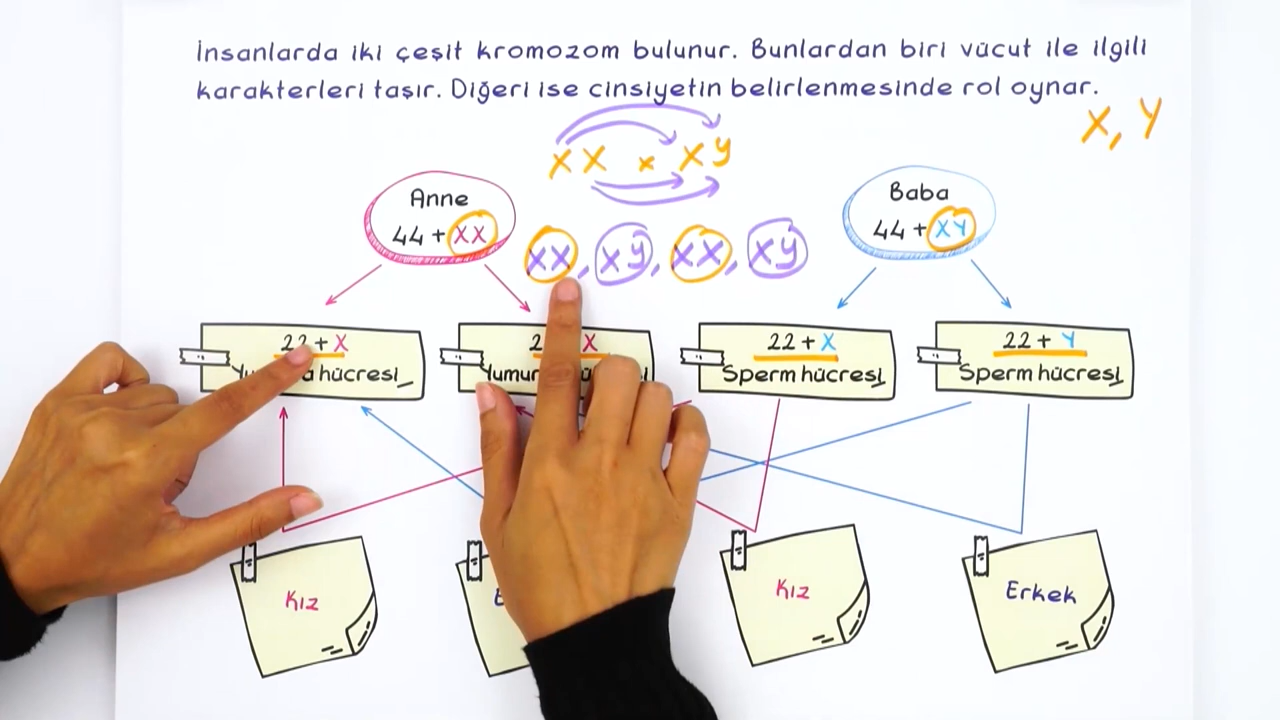 İnsanlarda iki çeşit kromozom bulunur. Bunlardan biri vücut ile ilgili
karakterleri taşır. Diğeri ise cinsiyetin belirlenmesinde rol oynar.
X, Y
XX x XY
Anne
44 + XX
Baba
44 + XY
XX, XY, XX, XY
22 + X
hücresi
X
22 + X
Sperm hücresi
22 + Y
Sperm hücresi
Kız
Kız
Erkek